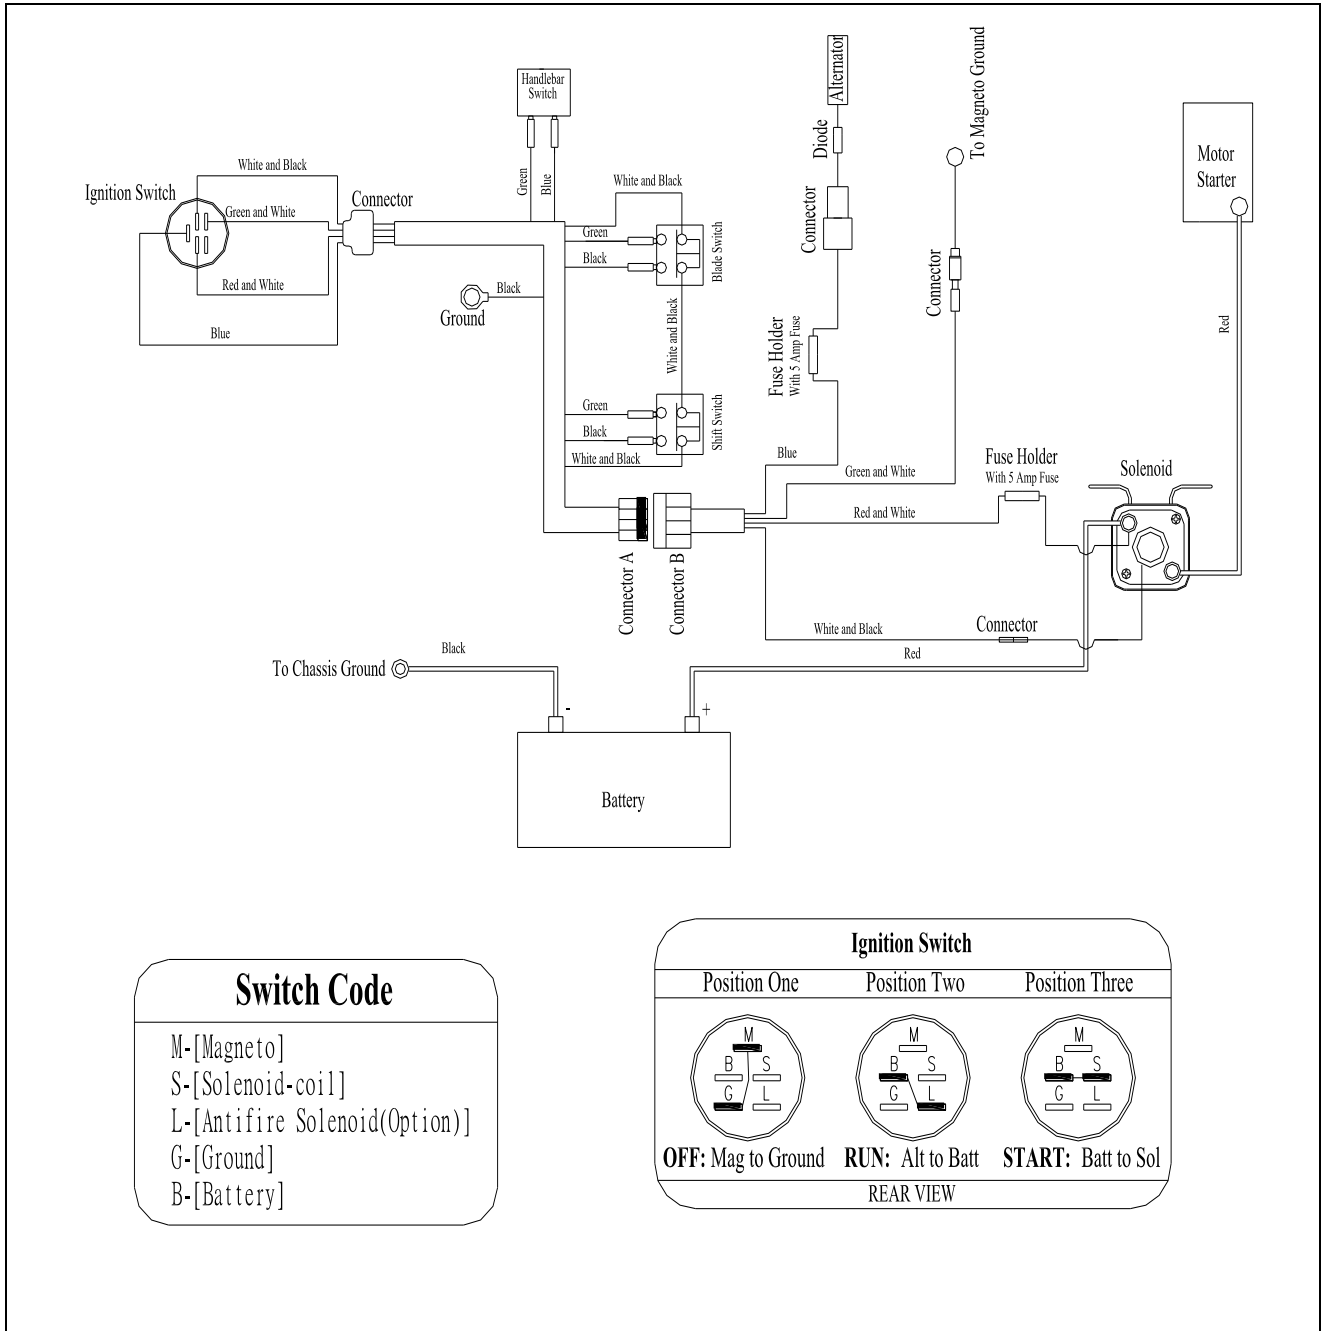 Handlebar
Switch
Alternator
To Magneto Ground
Diode
Motor
Starter
White and Black
Ignition Switch
Connector
Green and White
Green
Blue
White and Black
Green
Black
Blade Switch
Connector
Connector
Red and White
Black
Ground
Blue
White and Black
Fuse Holder
With 5 Amp Fuse
Red
Green
Black
Shift Switch
White and Black
Blue
Green and White
Fuse Holder
With 5 Amp Fuse
Solenoid
Red and White
Connector A
Connector B
White and Black
Connector
Black
Red
To Chassis Ground
-
+
Battery
Ignition Switch
Position One
Position Two
Position Three
M
B S
G L
M
B S
G L
M
B S
G L
OFF: Mag to Ground
RUN: Alt to Batt
START: Batt to Sol
REAR VIEW
Switch Code
M-[Magneto]
S-[Solenoid-coil]
L-[Antifire Solenoid(Option)]
G-[Ground]
B-[Battery]